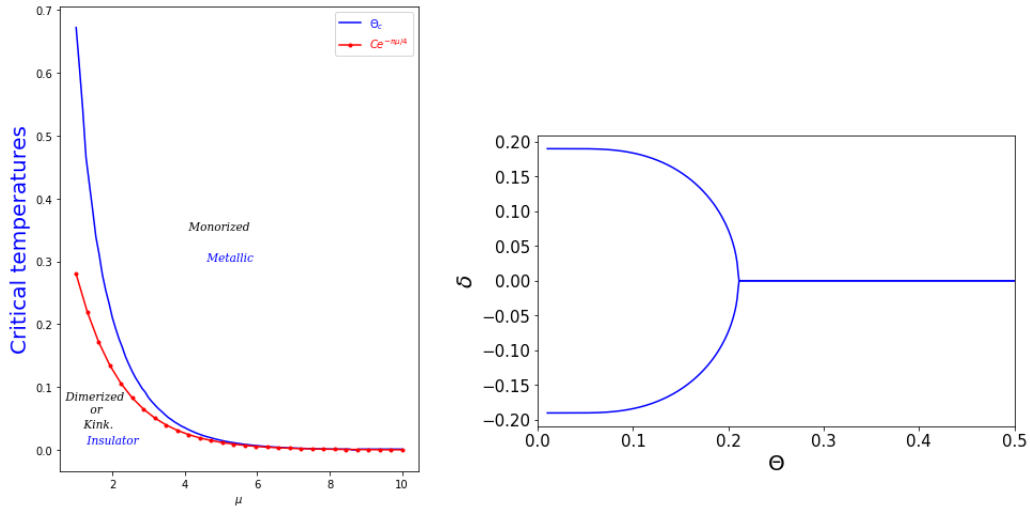 0.7
0.6
0.5
0.4
0.3
0.2
0.1
0.0
Critical temperatures
Θ_c
Ce^{-πμ/4}
Monorized
Metallic
Dimerized
or
Kink.
Insulator
2
4
6
8
10
μ
0.20
0.15
0.10
0.05
0.00
−0.05
−0.10
−0.15
−0.20
δ
0.0
0.1
0.2
0.3
0.4
0.5
Θ